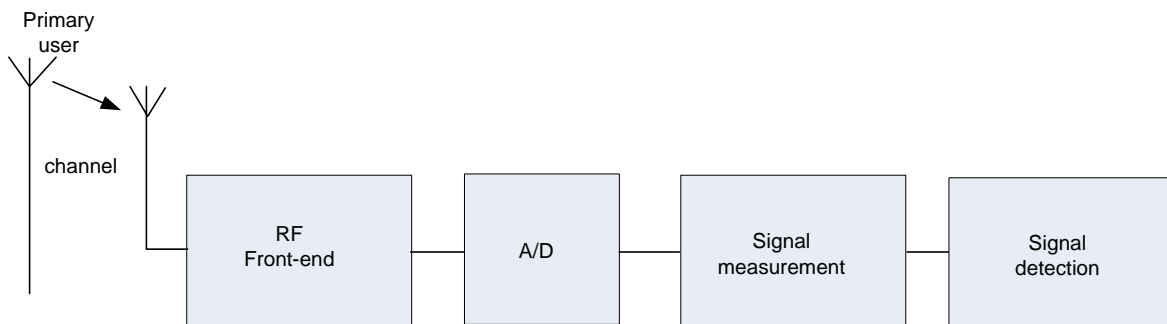 Primary
user
channel
RF
Front-end
A/D
Signal
measurement
Signal
detection